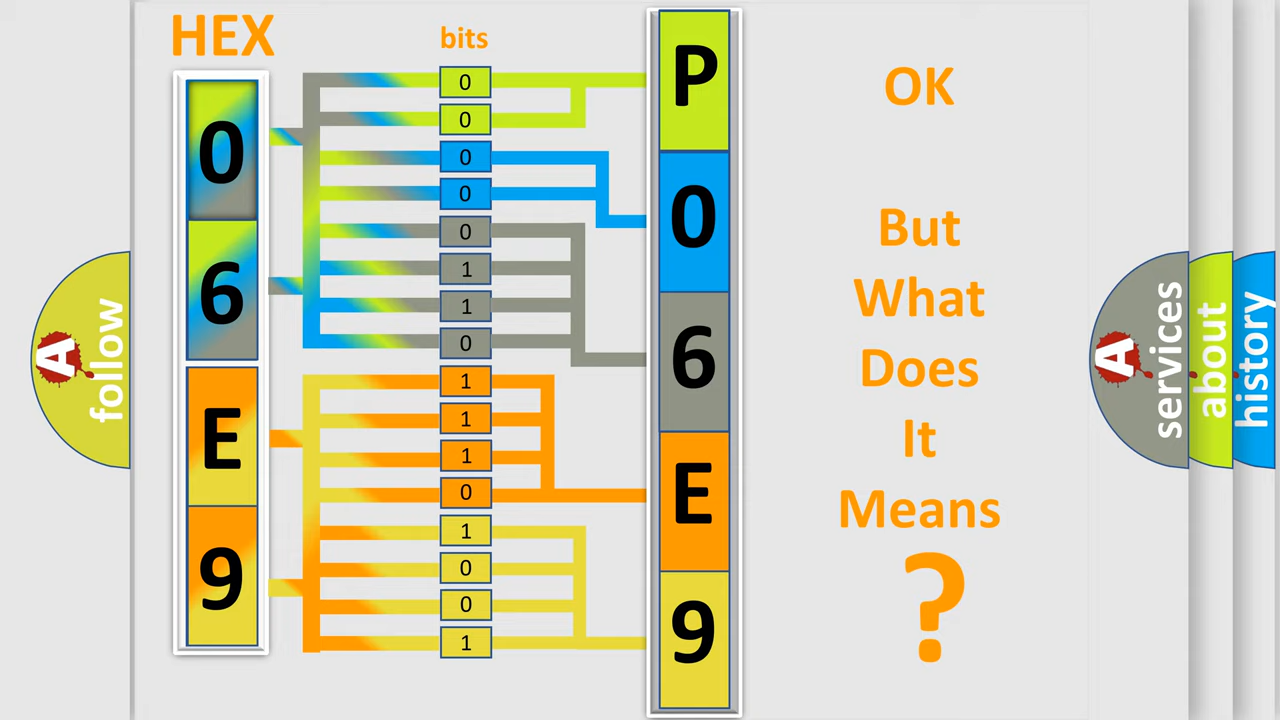 HEX
bits
0
6
E
9
0
0
0
0
0
1
1
0
1
1
1
0
1
0
0
1
P
0
6
E
9
OK
But
What
Does
It
Means
?
A
follow
A
services
about
history